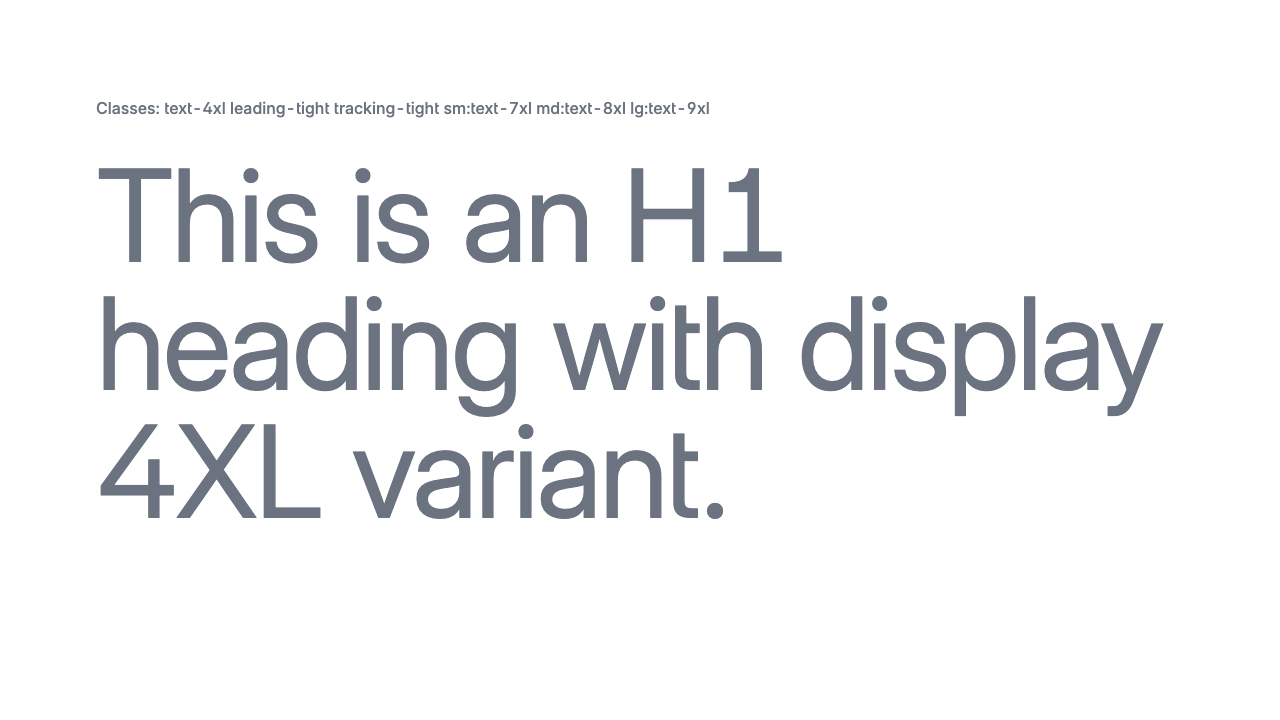 Classes: text-4xl leading-tight tracking-tight sm:text-7xl md:text-8xl lg:text-9xl
This is an H1
heading with display
4XL variant.